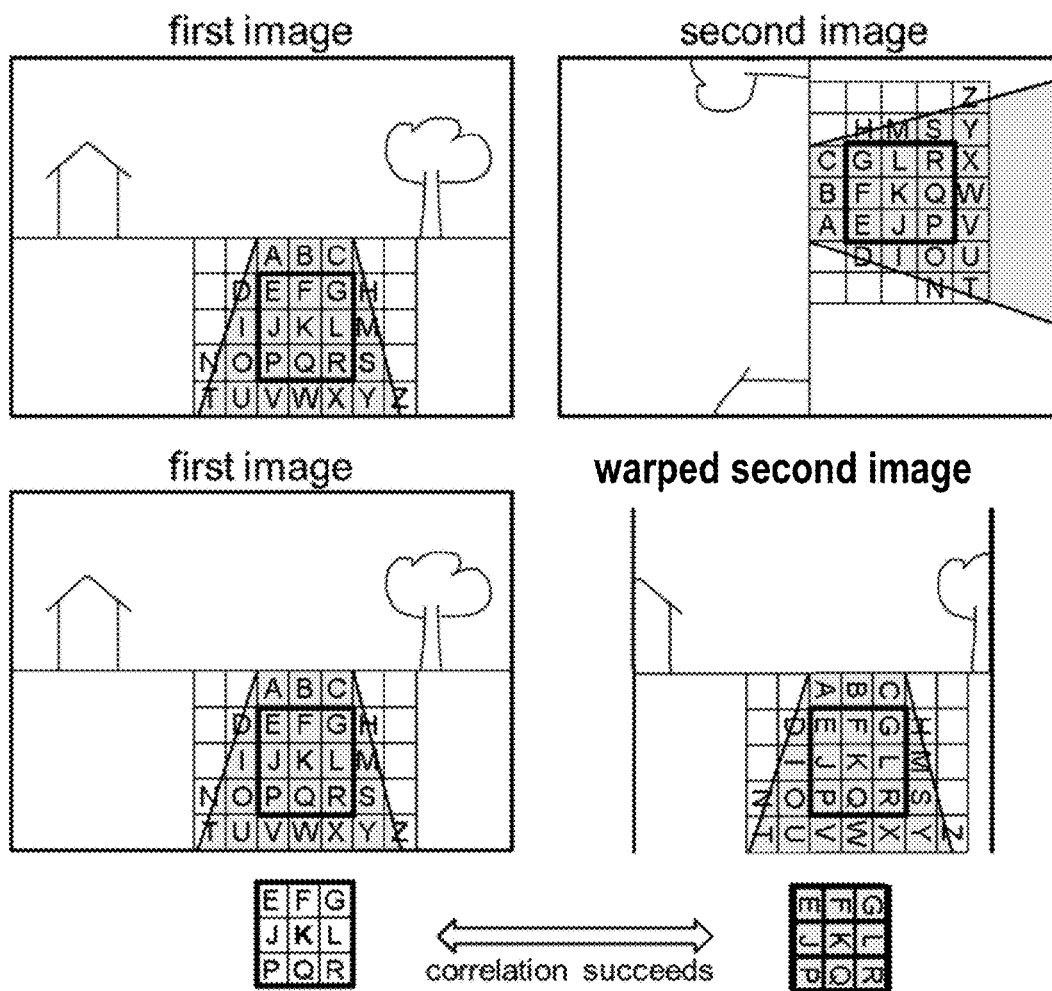 first image
second image
A B C
D E F G H
I J K L M
N O P Q R S
T U V W X Y Z
Z
H M S Y
C G L R X
B F K Q W
A E J P V
D I O U
N T
first image
warped second image
A B C
D E F G H
I J K L M
N O P Q R S
T U V W X Y Z
A B C
D E F G H
I J K L M
N O P Q R S
T U V W X Y Z
E F G
J K L
P Q R
correlation succeeds
E F G
J K L
P Q R